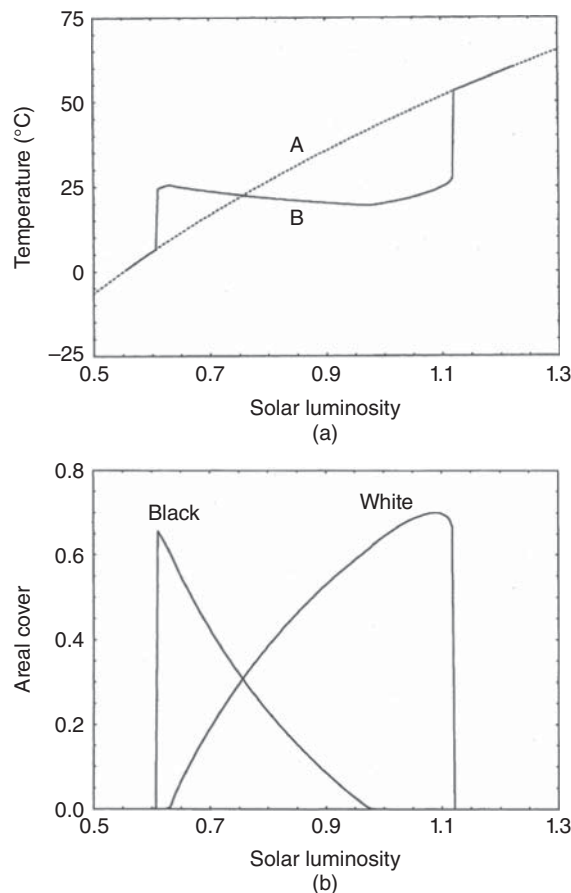 75
50
25
0
–25
Temperature (°C)
A
B
0.5 0.7 0.9 1.1 1.3
Solar luminosity
(a)
0.8
0.6
0.4
0.2
0.0
Areal cover
Black
White
0.5 0.7 0.9 1.1 1.3
Solar luminosity
(b)